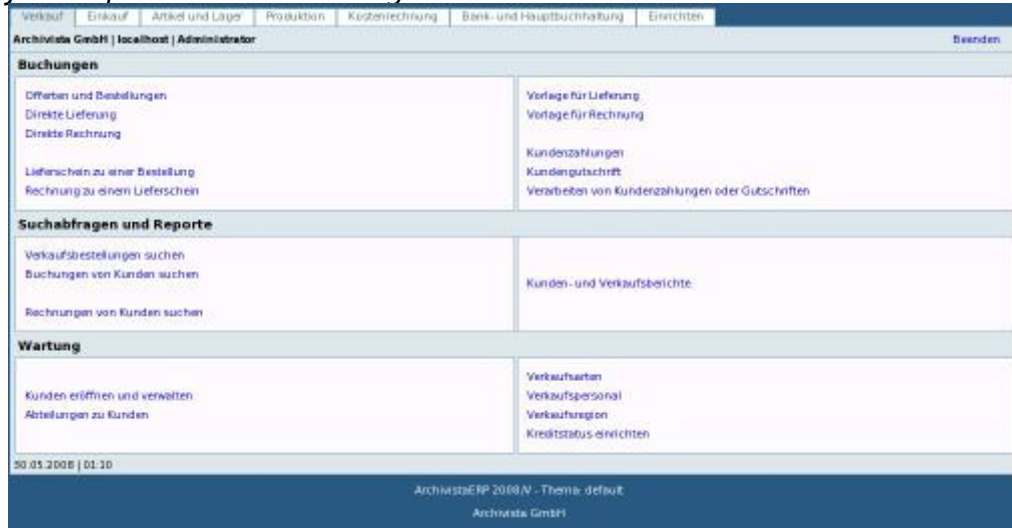 Verkauf Einkauf Artikel und Lager Produktion Kostenrechnung Bank- und Hauptbuchhaltung Einrichten
Archivista GmbH | localhost | Administrator Beenden
Buchungen
Offerten und Bestellungen
Direkte Lieferung
Direkte Rechnung
Lieferschein zu einer Bestellung
Rechnung zu einem Lieferschein
Vorlage für Lieferung
Vorlage für Rechnung
Kundenzahlungen
Kundengutschrift
Verarbeiten von Kundenzahlungen oder Gutschriften
Suchabfragen und Reporte
Verkaufsbestellungen suchen
Buchungen von Kunden suchen
Rechnungen von Kunden suchen
Kunden- und Verkaufsberichte
Wartung
Kunden eröffnen und verwalten
Abteilungen zu Kunden
Verkaufsarten
Verkaufspersonal
Verkaufsregion
Kreditstatus einrichten
30.05.2008 | 01:10
ArchivistaERP 2008/V - Thema: default
Archivista GmbH